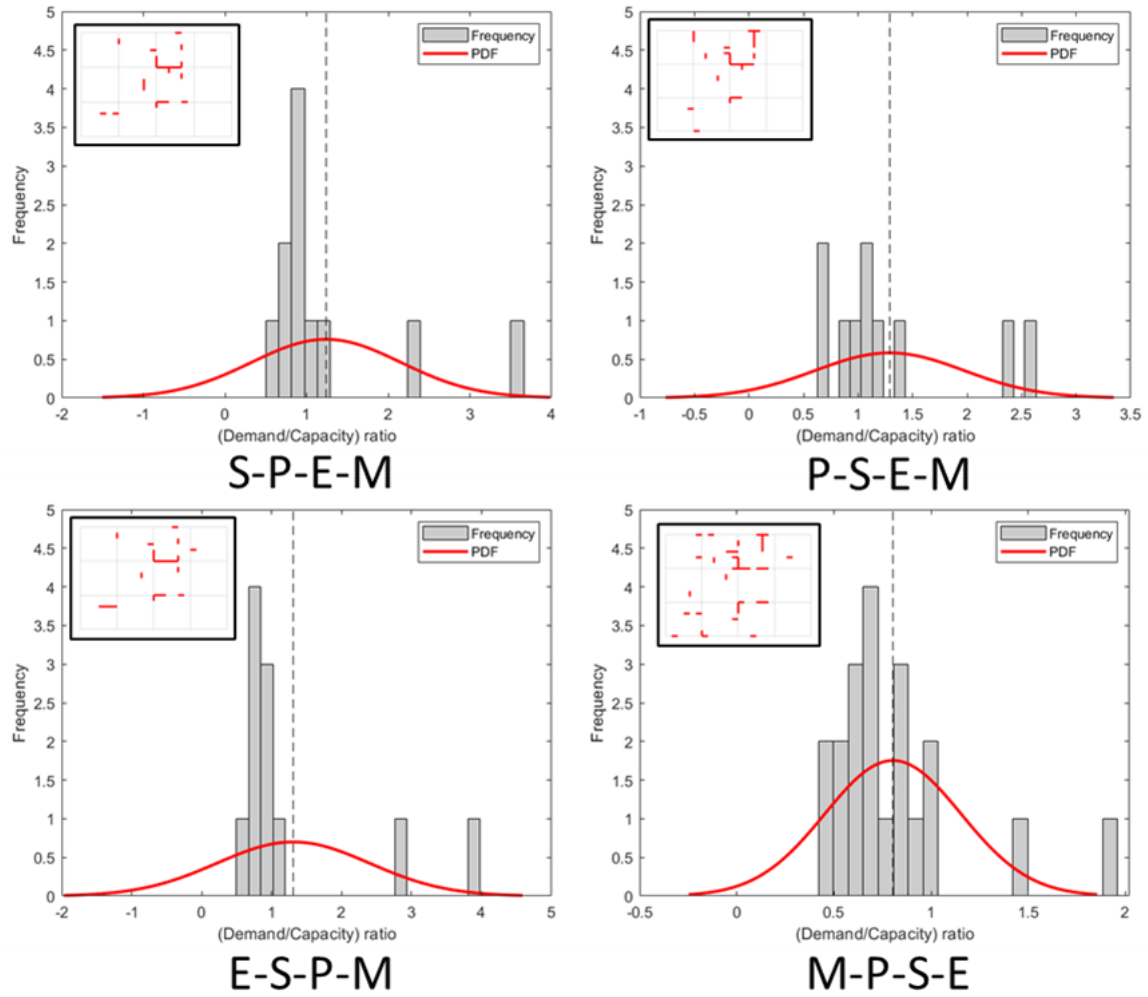 5
4.5
4
3.5
3
2.5
2
1.5
1
0.5
0
Frequency
Frequency
PDF
-2 -1 0 1 2 3 4
(Demand/Capacity) ratio
S-P-E-M
5
4.5
4
3.5
3
2.5
2
1.5
1
0.5
0
Frequency
Frequency
PDF
-1 -0.5 0 0.5 1 1.5 2 2.5 3 3.5
(Demand/Capacity) ratio
P-S-E-M
5
4.5
4
3.5
3
2.5
2
1.5
1
0.5
0
Frequency
Frequency
PDF
-2 -1 0 1 2 3 4 5
(Demand/Capacity) ratio
E-S-P-M
5
4.5
4
3.5
3
2.5
2
1.5
1
0.5
0
Frequency
Frequency
PDF
-0.5 0 0.5 1 1.5 2
(Demand/Capacity) ratio
M-P-S-E